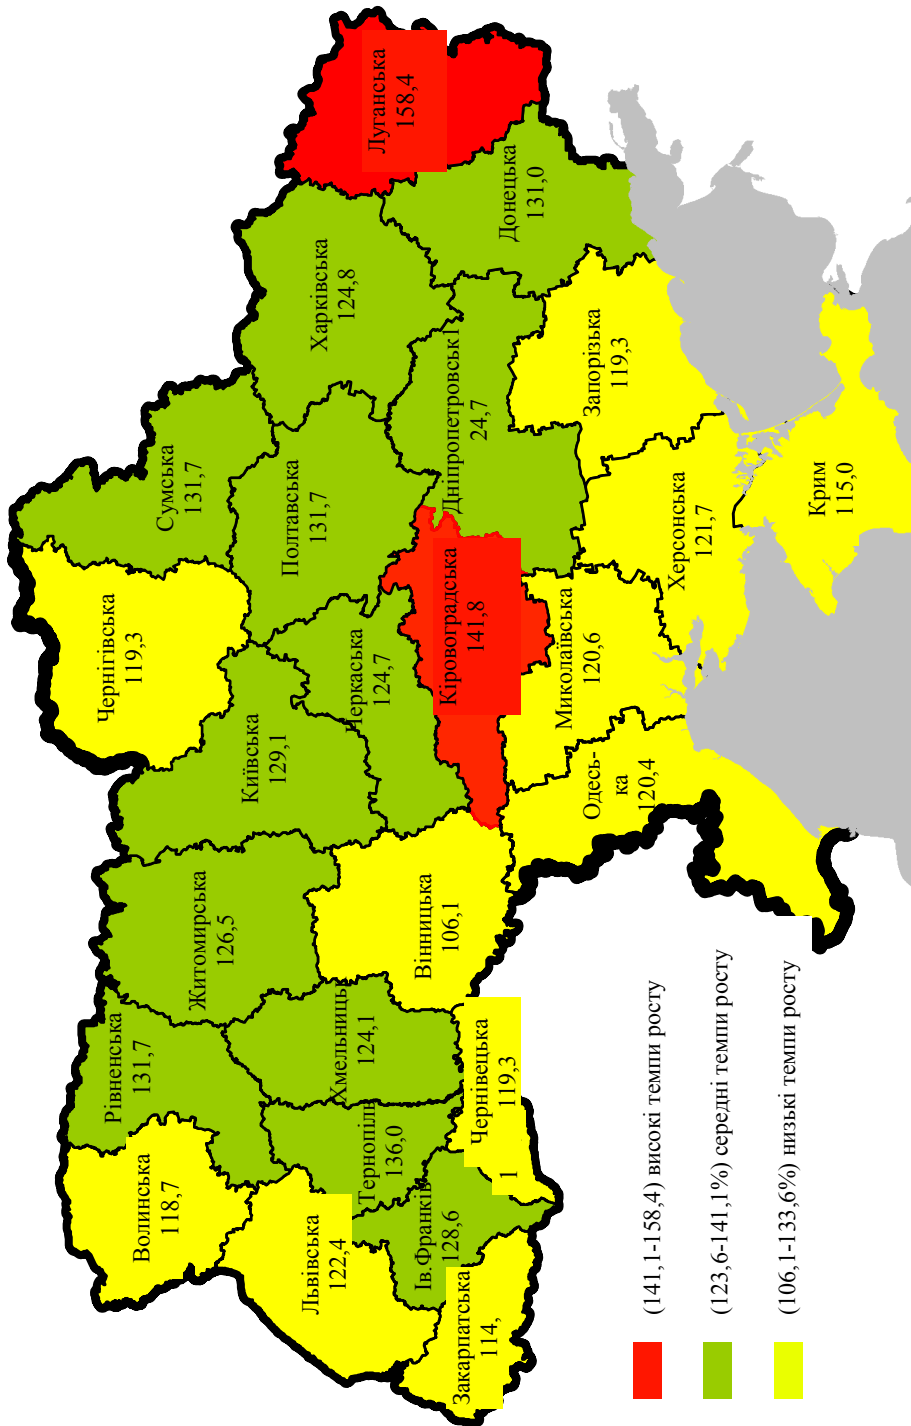 Волинська
118,7
Рівненська
131,7
Житомирська
126,5
Київська
129,1
Чернігівська
119,3
Сумська
131,7
Львівська
122,4
Тернопіль
136,0
Хмельниць
124,1
Вінницька
106,1
Черкаська
124,7
Полтавська
131,7
Харківська
124,8
Луганська
158,4
Закарпатська
114,
Ів.Франків
128,6
Чернівецька
119,3
1
Кіровоградська
141,8
Дніпропетровськ1
24,7
Донецька
131,0
Одесь-
ка
120,4
Миколаївська
120,6
Запорізька
119,3
Херсонська
121,7
Крим
115,0
(141,1-158,4) високі темпи росту
(123,6-141,1%) середні темпи росту
(106,1-133,6%) низькі темпи росту